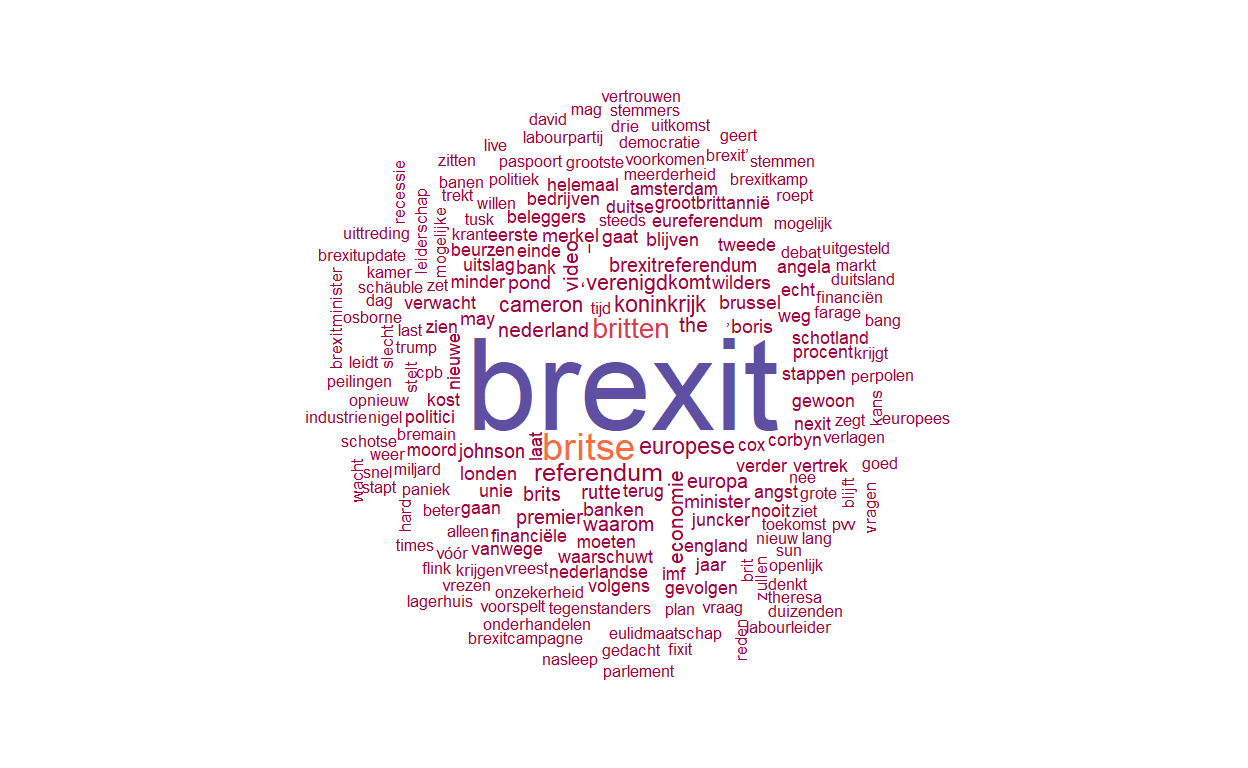 vertrouwen
mag stemmers
david drie uitkomst
labourpartij democratie geert
live
zitten paspoort grootste voorkomen brexit’ stemmen
banen politiek helemaal meerderheid brexitkamp
recessie
trekt willen bedrijven amsterdam roept
leiderschap
mogelijke
tusk beleggers duitse grootbrittannië
steeds eureferendum mogelijk
uittreding krant eerste merkel gaat blijven tweede debat uitgesteld
brexitupdate beurzen einde video
kamer uitslag bank brexitreferendum angela markt
schäuble zet minder pond ‘verenigd komt wilders echt duitsland
dag verwacht cameron tijd koninkrijk brussel financiën
brexitminister
osborne last zien may nederland britten the ’boris weg farage bang
slecht
trump nieuwe brexit schotland
leidt cpb procent krijgt
peilingen stelt stappen per polen
opnieuw kost gewoon kans
industrie nigel politici nexit zegt europees
schotse bremain laat britse europese cox corbyn verlagen
weer moord johnson
wacht snel miljard londen referendum verder vertrek goed
stapt paniek unie brits rutte terug economie europa angst nee grote blijft
hard beter gaan premier banken minister nooit ziet vragen
alleen financiële waarom juncker toekomst pvv
times vóór vanwege moeten england nieuw lang
flink krijgen vreest waarschuwt jaar brit sun openlijk
vrezen onzekerheid nederlandse imf zullen denkt
lagerhuis voorspelt volgens gevolgen theresa
tegenstanders plan vraag duizenden
onderhandelen labourleider
brexitcampagne eulidmaatschap reden
nasleep gedacht fixit
parlement